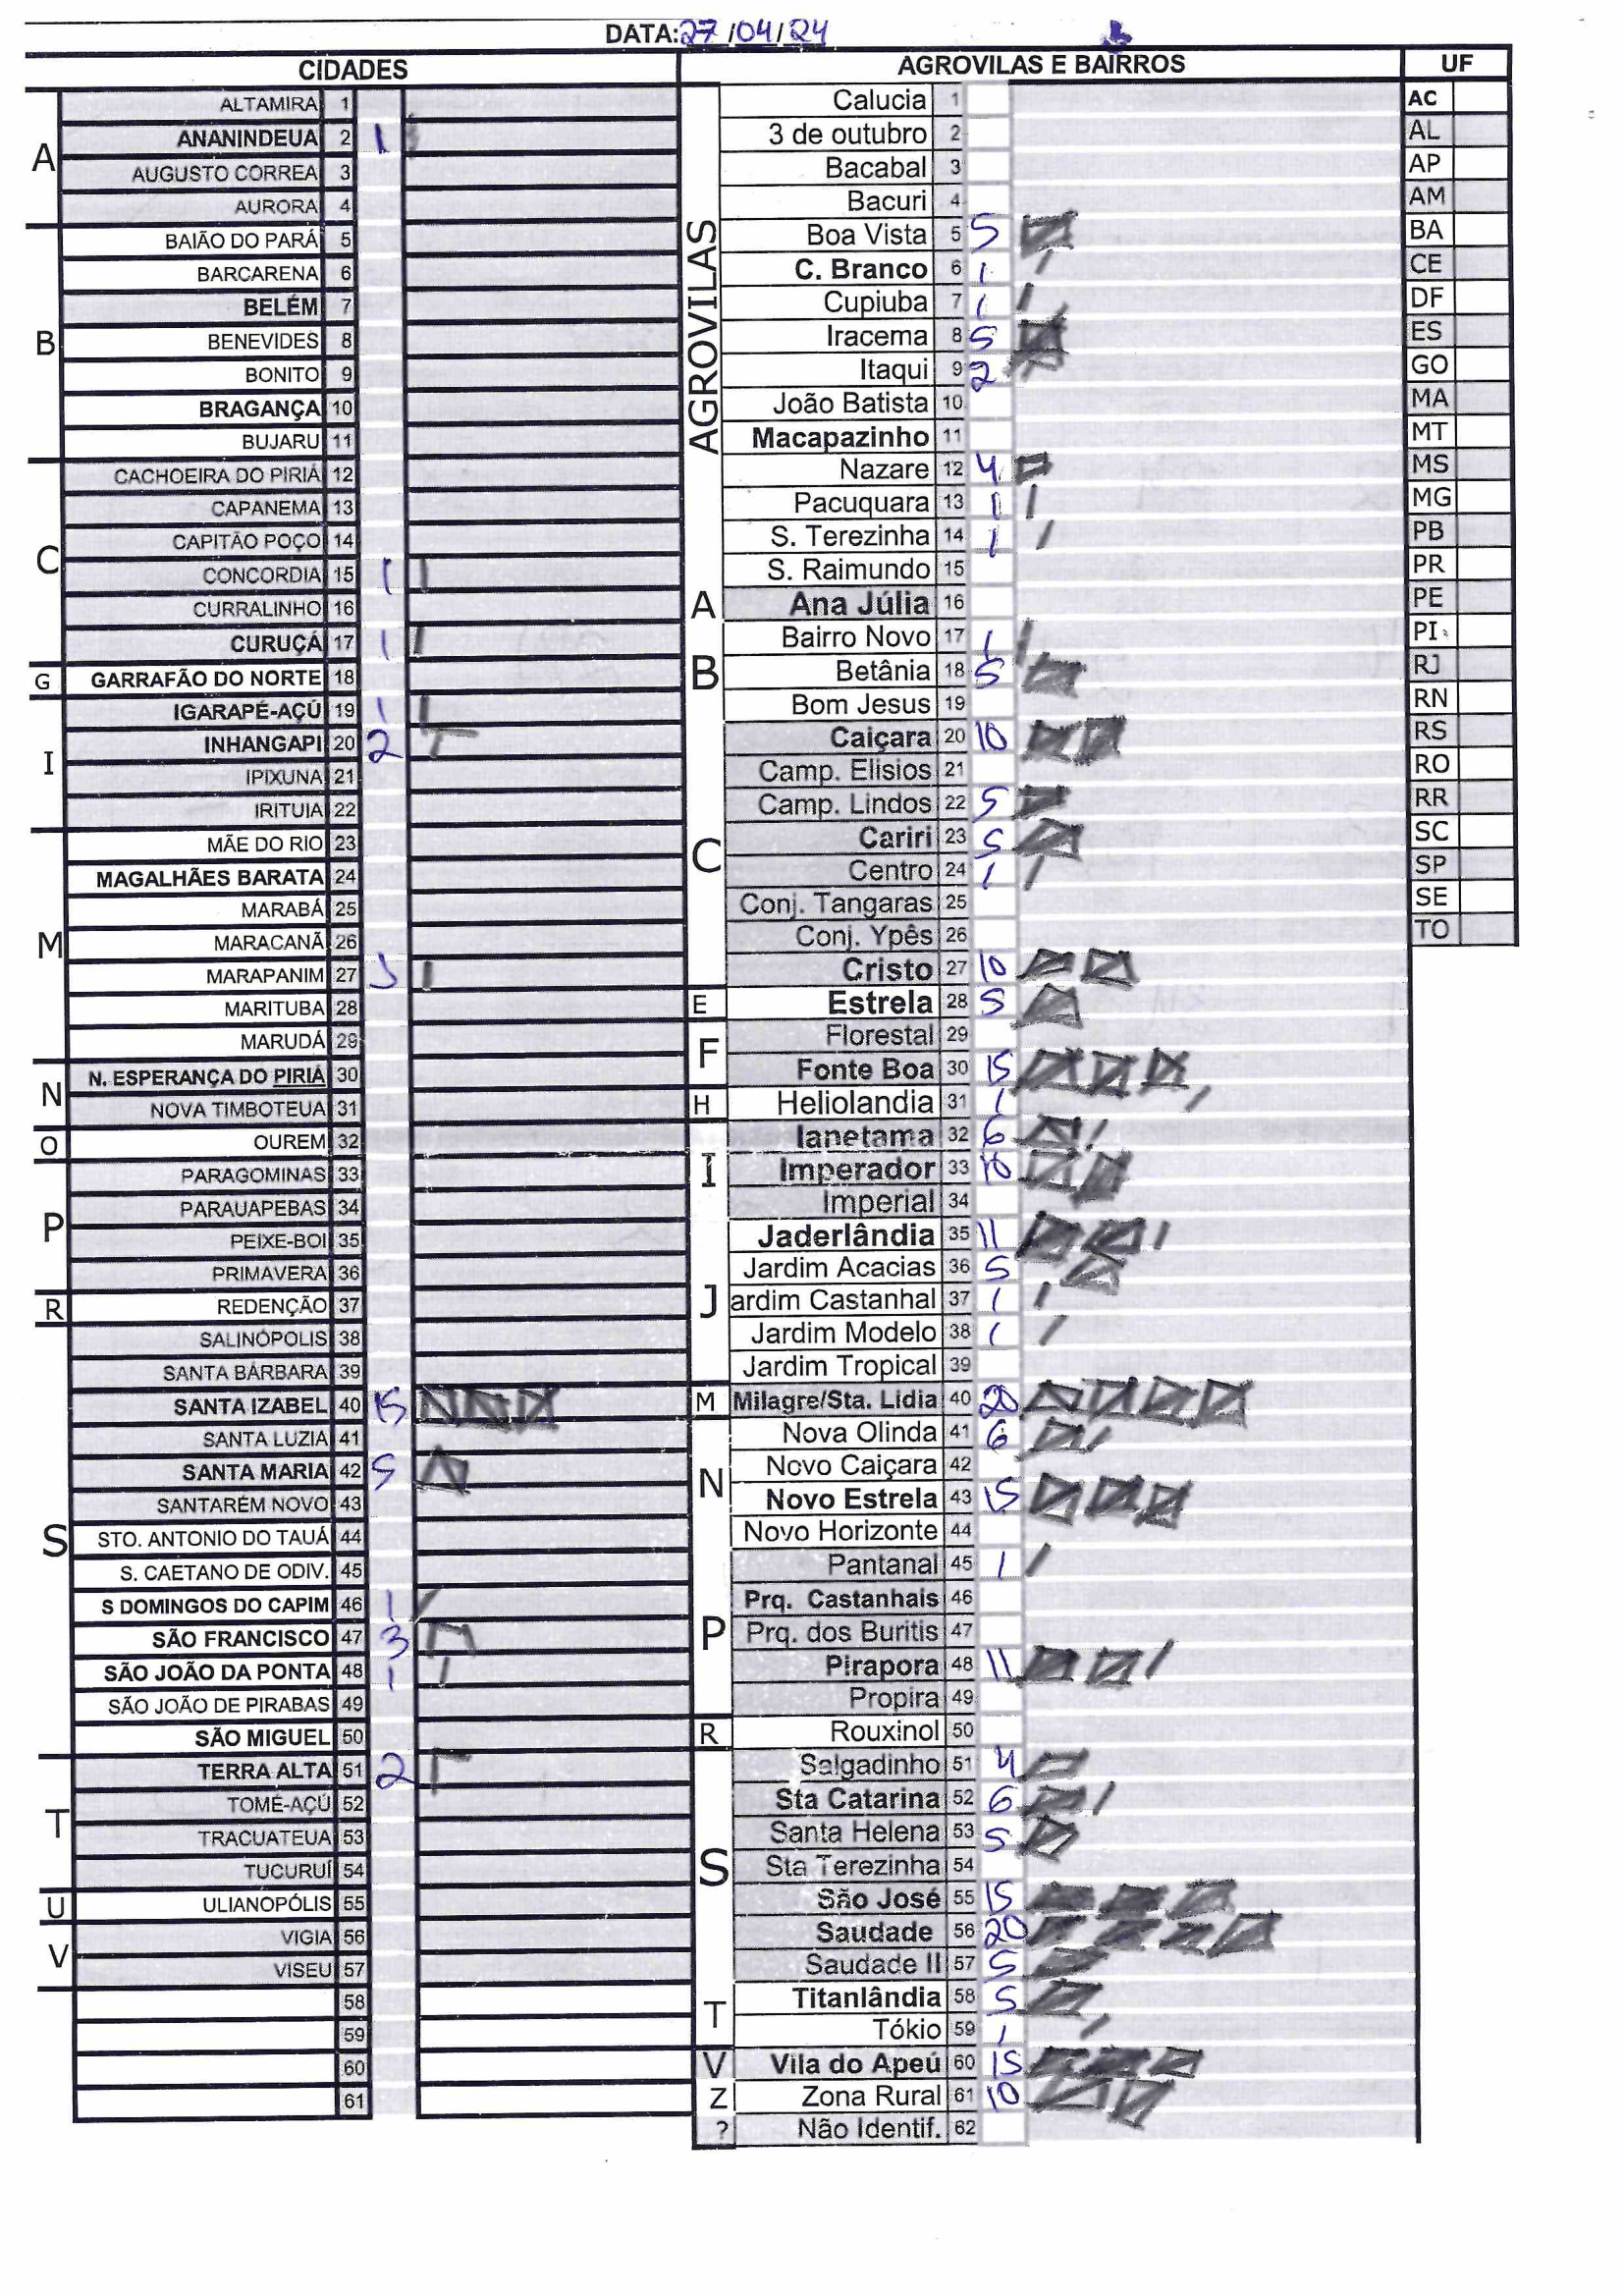 DATA: 27/04/24
CIDADES
A
ALTAMIRA 1
ANANINDEUA 2 1
AUGUSTO CORREA 3
AURORA 4
B
BAIÃO DO PARÁ 5
BARCARENA 6
BELÉM 7
BENEVIDES 8
BONITO 9
BRAGANÇA 10
BUJARU 11
C
CACHOEIRA DO PIRIÁ 12
CAPANEMA 13
CAPITÃO POÇO 14
CONCORDIA 15 1
CURRALINHO 16
CURUÇÁ 17 1
G
GARRAFÃO DO NORTE 18
I
IGARAPÉ-AÇÚ 19 1
INHANGAPI 20 2
IPIXUNA 21
IRITUIA 22
M
MÃE DO RIO 23
MAGALHÃES BARATA 24
MARABÁ 25
MARACANÃ 26
MARAPANIM 27
MARITUBA 28
MARUDÁ 29
N
N. ESPERANÇA DO PIRIÁ 30
NOVA TIMBOTEUA 31
O
OUREM 32
P
PARAGOMINAS 33
PARAUAPEBAS 34
PEIXE-BOI 35
PRIMAVERA 36
R
REDENÇÃO 37
S
SALINÓPOLIS 38
SANTA BÁRBARA 39
SANTA IZABEL 40 15
SANTA LUZIA 41
SANTA MARIA 42 5
SANTARÉM NOVO 43
STO. ANTONIO DO TAUÁ 44
S. CAETANO DE ODIV. 45
S DOMINGOS DO CAPIM 46 1
SÃO FRANCISCO 47 3
SÃO JOÃO DA PONTA 48 1
SÃO JOÃO DE PIRABAS 49
SÃO MIGUEL 50
T
TERRA ALTA 51 2
TOMÉ-AÇÚ 52
TRACUATEUA 53
TUCURUÍ 54
U
ULIANOPÓLIS 55
V
VIGIA 56
VISEU 57
58
59
60
61
AGROVILAS E BAIRROS
AGROVILAS
Calucia 1
3 de outubro 2
Bacabal 3
Bacuri 4
Boa Vista 5 5
C. Branco 6 1
Cupiuba 7 1
Iracema 8 5
Itaqui 9 2
João Batista 10
Macapazinho 11
Nazare 12 4
Pacuquara 13 1
S. Terezinha 14 1
S. Raimundo 15
A
Ana Júlia 16
B
Bairro Novo 17 1
Betânia 18 5
Bom Jesus 19
C
Caiçara 20 10
Camp. Elisios 21
Camp. Lindos 22 5
Cariri 23 5
Centro 24 1
Conj. Tangaras 25
Conj. Ypês 26
Cristo 27 10
E
Estrela 28 5
F
Florestal 29
Fonte Boa 30 15
H
Heliolandia 31 1
I
Ianetama 32 6
Imperador 33 10
Imperial 34
J
Jaderlândia 35 11
Jardim Acacias 36 5
ardim Castanhal 37 1
Jardim Modelo 38 1
Jardim Tropical 39
M
Milagre/Sta. Lidia 40 20
N
Nova Olinda 41 6
Novo Caiçara 42
Novo Estrela 43 15
Novo Horizonte 44
P
Pantanal 45 1
Prq. Castanhais 46
Prq. dos Buritis 47
Pirapora 48 11
Propira 49
R
Rouxinol 50
S
Salgadinho 51 4
Sta Catarina 52 6
Santa Helena 53 5
Sta Terezinha 54
São José 55 15
Saudade 56 20
Saudade II 57 5
T
Titanlândia 58 5
Tókio 59 1
V
Vila do Apeú 60 15
Z
Zona Rural 61 10
?
Não Identif. 62
UF
AC
AL
AP
AM
BA
CE
DF
ES
GO
MA
MT
MS
MG
PB
PR
PE
PI
RJ
RN
RS
RO
RR
SC
SP
SE
TO